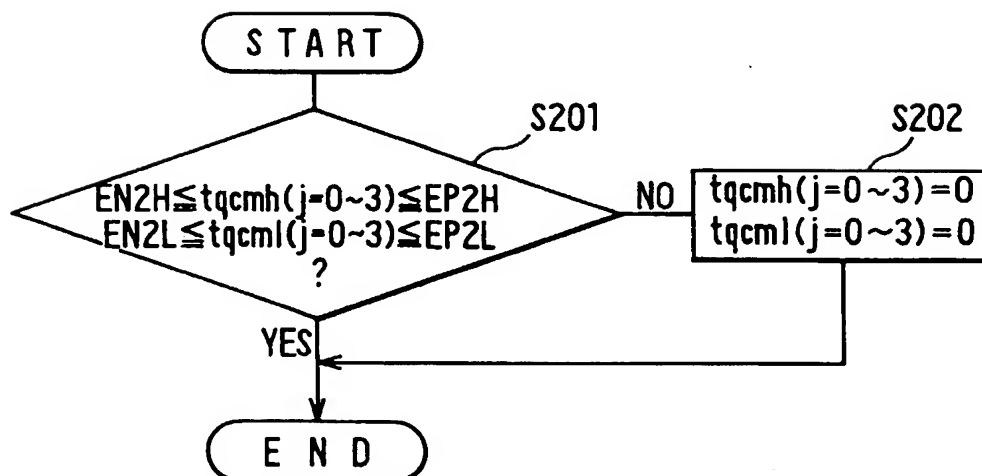 START
S201
S202
EN2H≦tqcmh(j=0~3)≦EP2H
EN2L≦tqcml(j=0~3)≦EP2L
?
NO
tqcmh(j=0~3)=0
tqcml(j=0~3)=0
YES
END